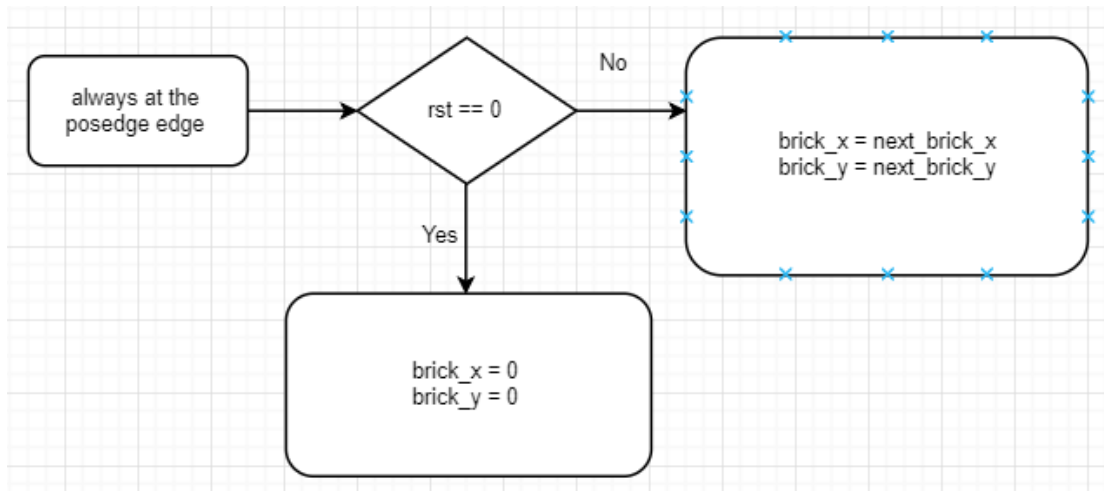 always at the
posedge edge
rst == 0
No
brick_x = next_brick_x
brick_y = next_brick_y
Yes
brick_x = 0
brick_y = 0